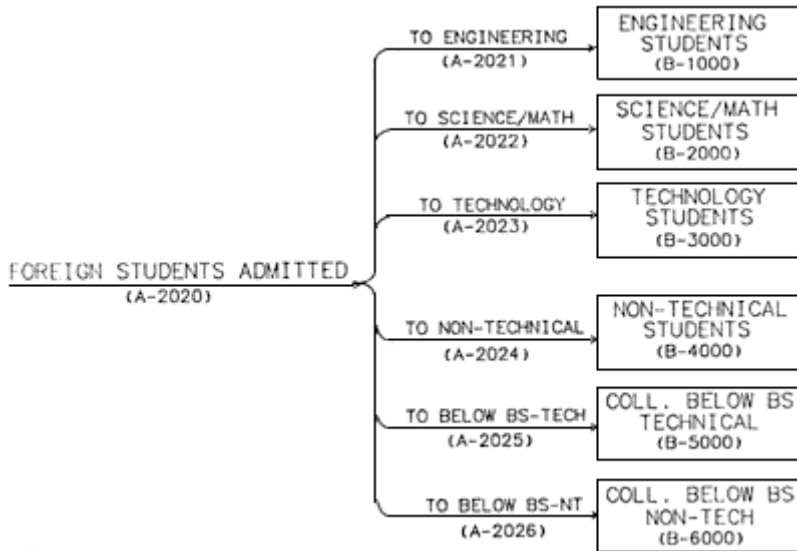 TO ENGINEERING
(A-2021)
ENGINEERING
STUDENTS
(B-1000)
TO SCIENCE/MATH
(A-2022)
SCIENCE/MATH
STUDENTS
(B-2000)
TO TECHNOLOGY
(A-2023)
TECHNOLOGY
STUDENTS
(B-3000)
FOREIGN STUDENTS ADMITTED
(A-2020)
TO NON-TECHNICAL
(A-2024)
NON-TECHNICAL
STUDENTS
(B-4000)
TO BELOW BS-TECH
(A-2025)
COLL. BELOW BS
TECHNICAL
(B-5000)
TO BELOW BS-NT
(A-2026)
COLL. BELOW BS
NON-TECH
(B-6000)